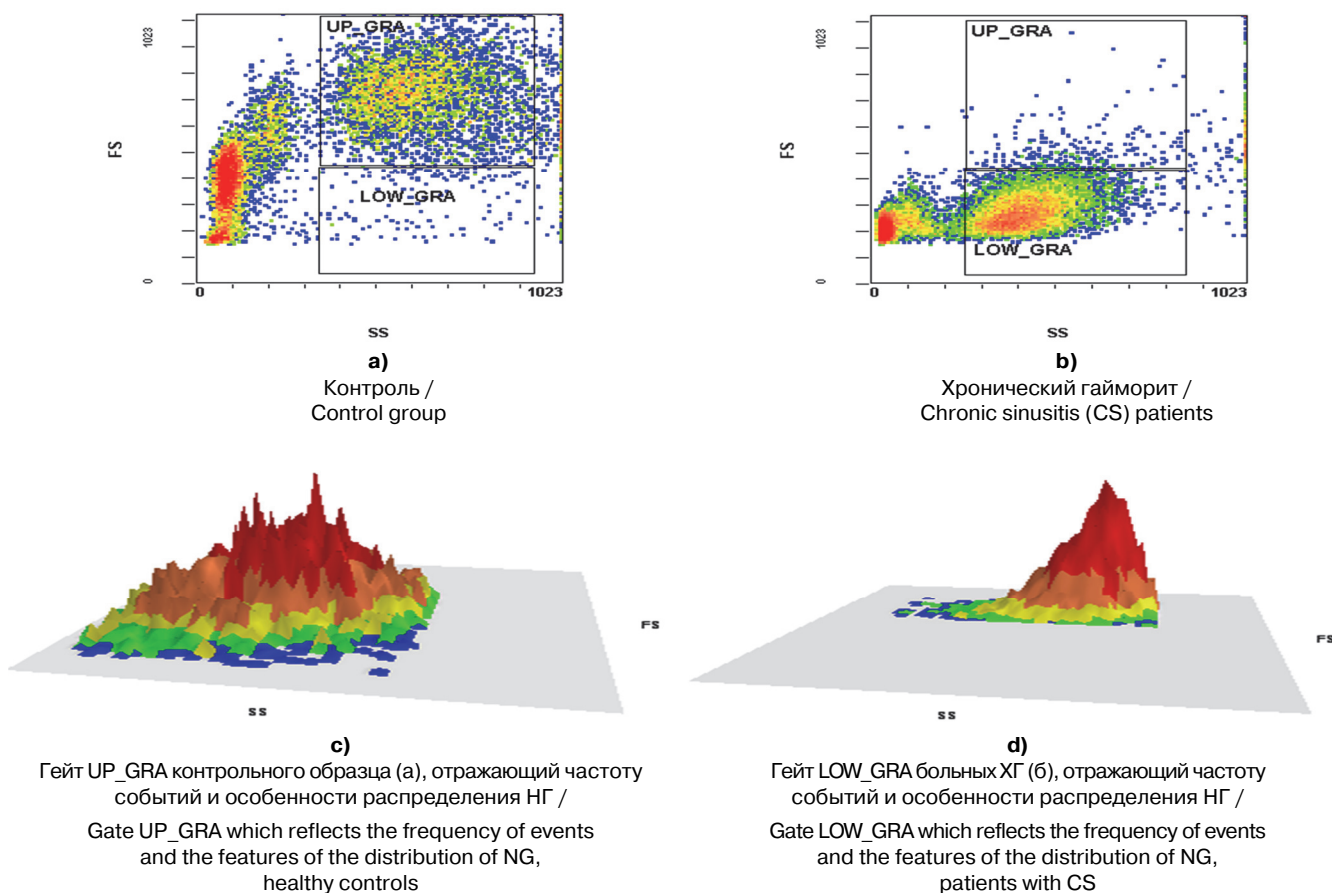 1023
UP_GRA
FS
LOW_GRA
0
0
1023
SS
a)
Контроль /
Control group
1023
UP_GRA
FS
LOW_GRA
0
0
1023
SS
b)
Хронический гайморит /
Chronic sinusitis (CS) patients
FS
SS
c)
Гейт UP_GRA контрольного образца (а), отражающий частоту
событий и особенности распределения НГ /
Gate UP_GRA which reflects the frequency of events
and the features of the distribution of NG,
healthy controls
FS
SS
d)
Гейт LOW_GRA больных ХГ (б), отражающий частоту
событий и особенности распределения НГ /
Gate LOW_GRA which reflects the frequency of events
and the features of the distribution of NG,
patients with CS